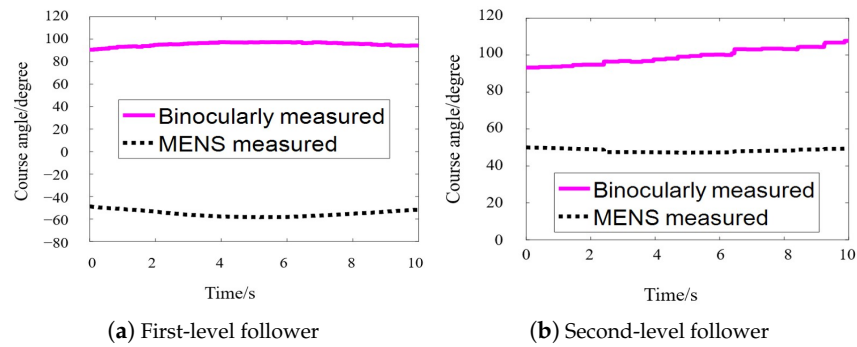 120
100
80
60
40
20
0
−20
−40
−60
−80
Course angle/degree
Binocularly measured
MENS measured
0 2 4 6 8 10
Time/s
(a) First-level follower
120
100
80
60
40
20
0
Course angle/degree
Binocularly measured
MENS measured
0 2 4 6 8 10
Time/s
(b) Second-level follower